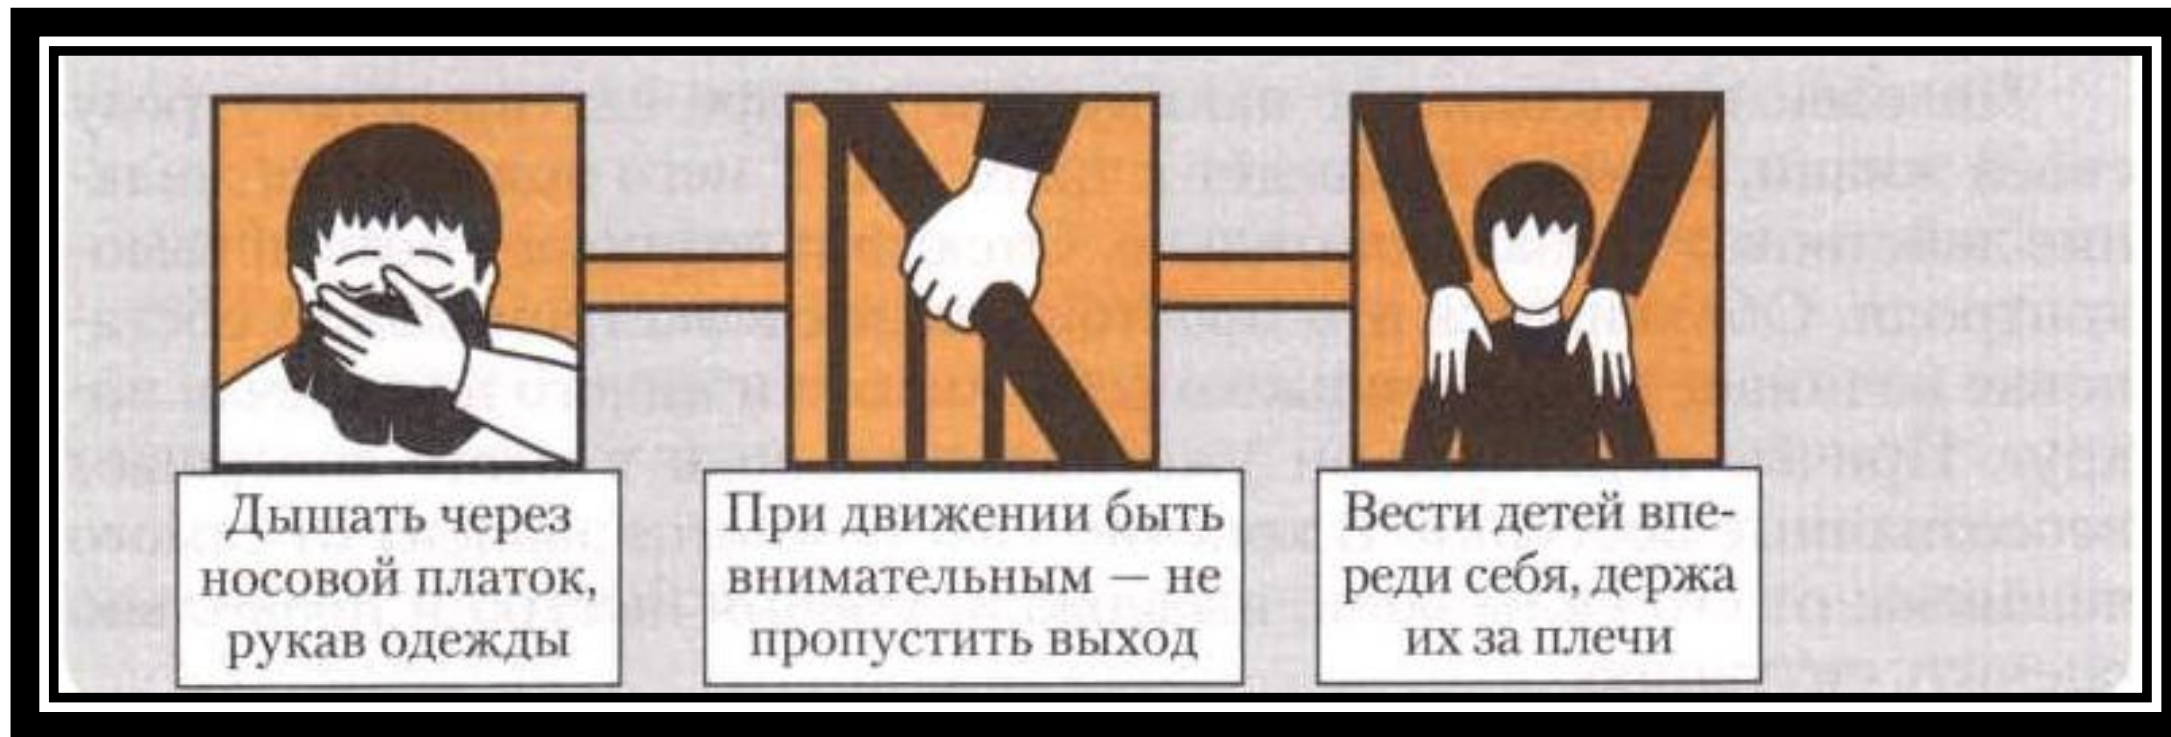 Дышать через
носовой платок,
рукав одежды
При движении быть
внимательным — не
пропустить выход
Вести детей впе-
реди себя, держа
их за плечи